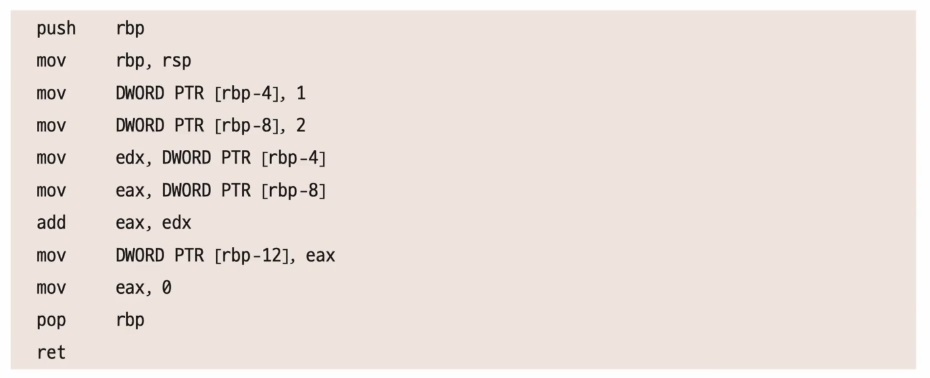 push rbp
mov rbp, rsp
mov DWORD PTR [rbp-4], 1
mov DWORD PTR [rbp-8], 2
mov edx, DWORD PTR [rbp-4]
mov eax, DWORD PTR [rbp-8]
add eax, edx
mov DWORD PTR [rbp-12], eax
mov eax, 0
pop rbp
ret